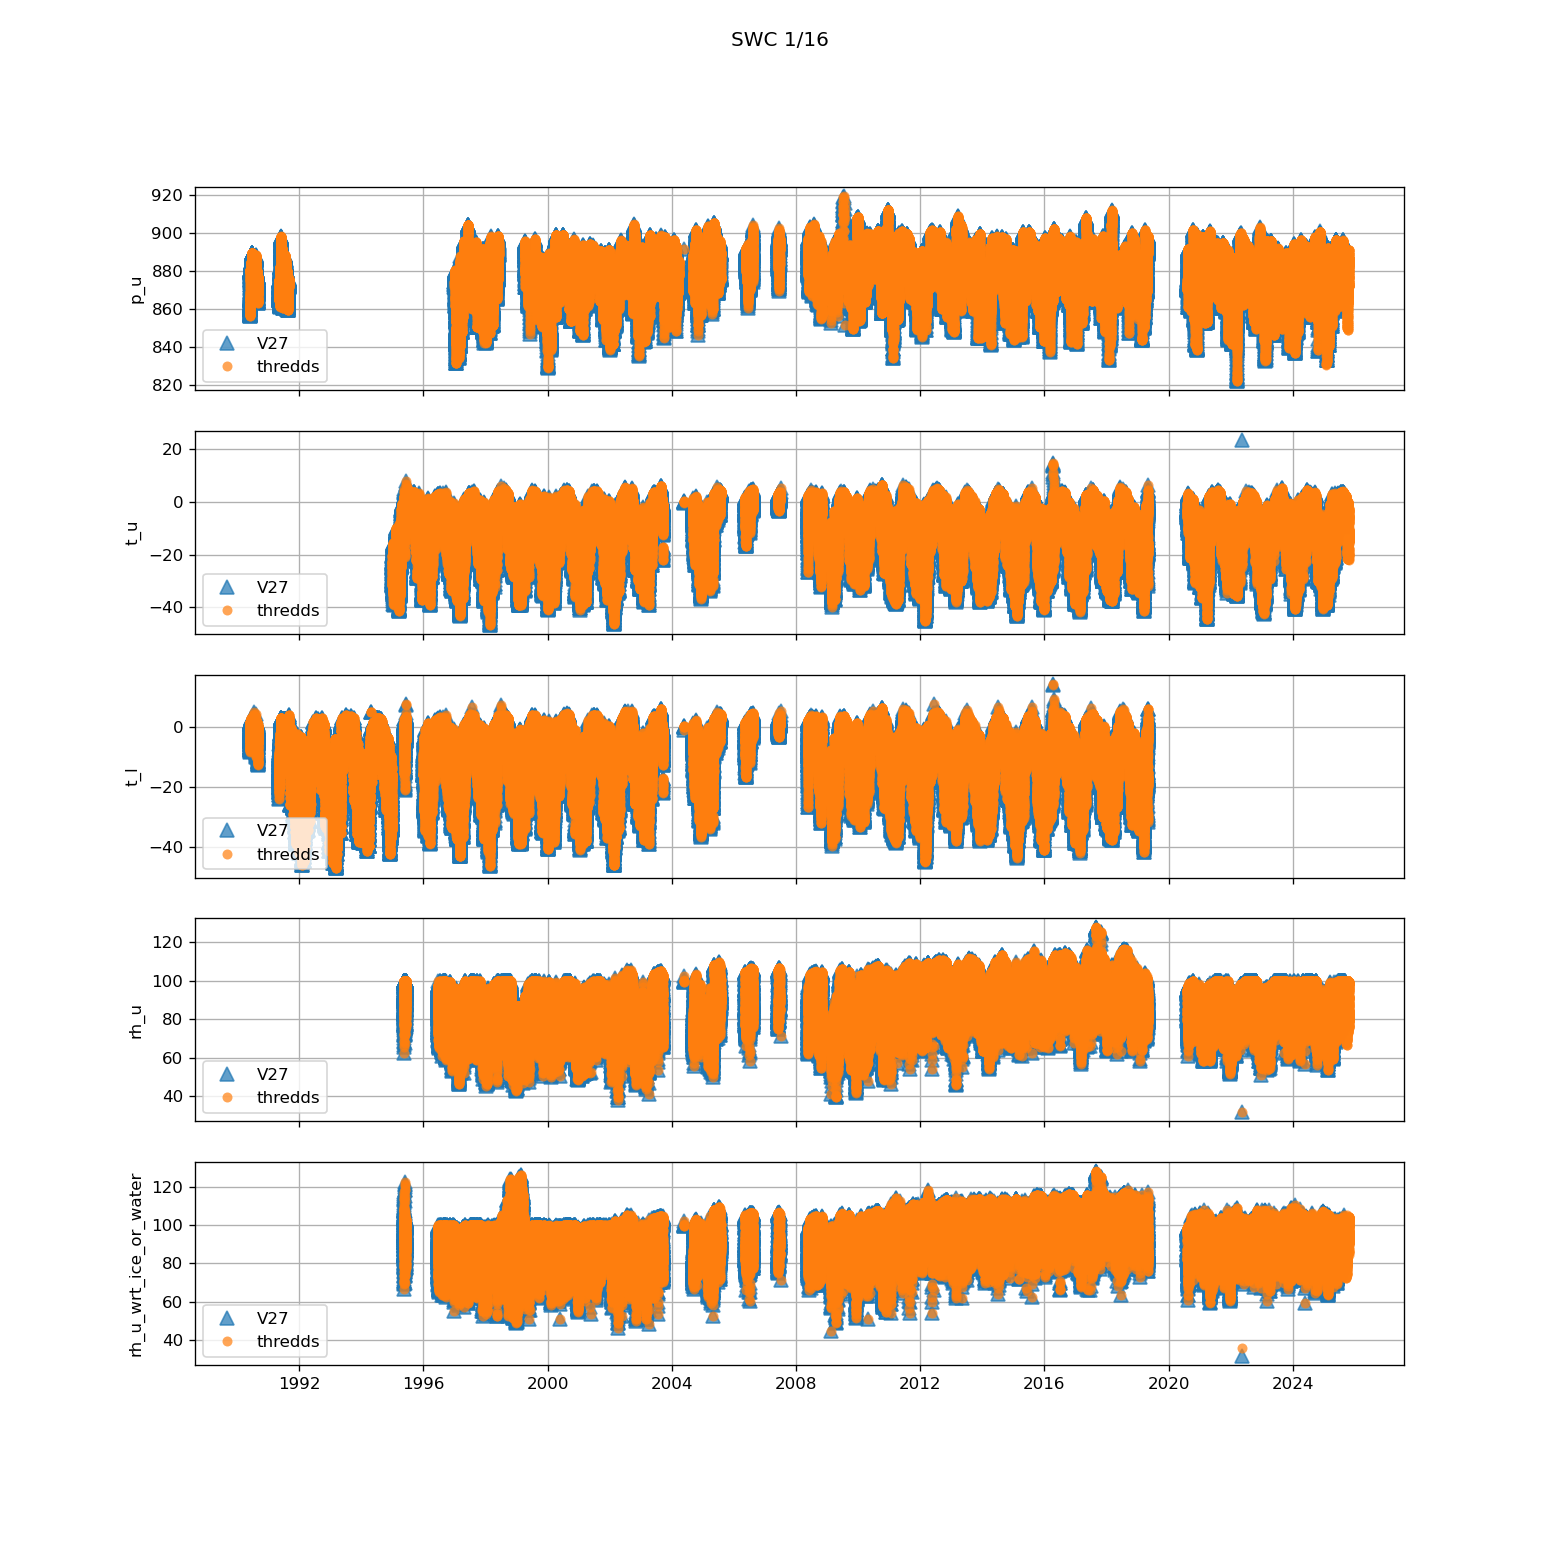 SWC 1/16
920
900
880
860
840
820
p_u
V27
thredds
20
0
−20
−40
t_u
V27
thredds
0
−20
−40
t_l
V27
thredds
120
100
80
60
40
rh_u
V27
thredds
120
100
80
60
40
rh_u_wrt_ice_or_water
V27
thredds
1992 1996 2000 2004 2008 2012 2016 2020 2024